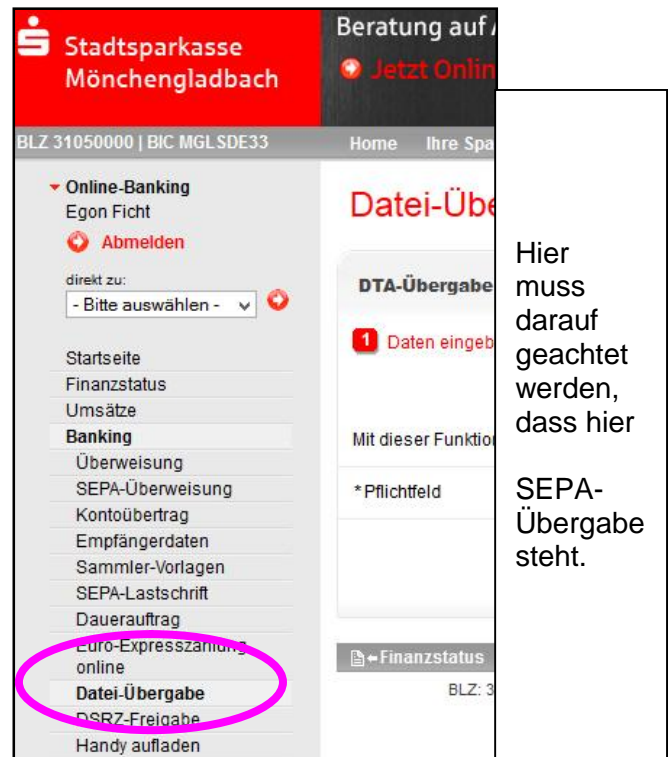 Stadtsparkasse
Mönchengladbach
Beratung auf
Jetzt Onlin
BLZ 31050000 | BIC MGLSDE33
Home Ihre Spa
Online-Banking
Egon Ficht
Abmelden
direkt zu:
- Bitte auswählen -
Startseite
Finanzstatus
Umsätze
Banking
Überweisung
SEPA-Überweisung
Kontoübertrag
Empfängerdaten
Sammler-Vorlagen
SEPA-Lastschrift
Dauerauftrag
Euro-Expresszahlung
online
Datei-Übergabe
DSRZ-Freigabe
Handy aufladen
Datei-Übe
DTA-Übergabe
1 Daten eingeb
Mit dieser Funktion
*Pflichtfeld
Finanzstatus
BLZ: 3
Hier
muss
darauf
geachtet
werden,
dass hier
SEPA-
Übergabe
steht.